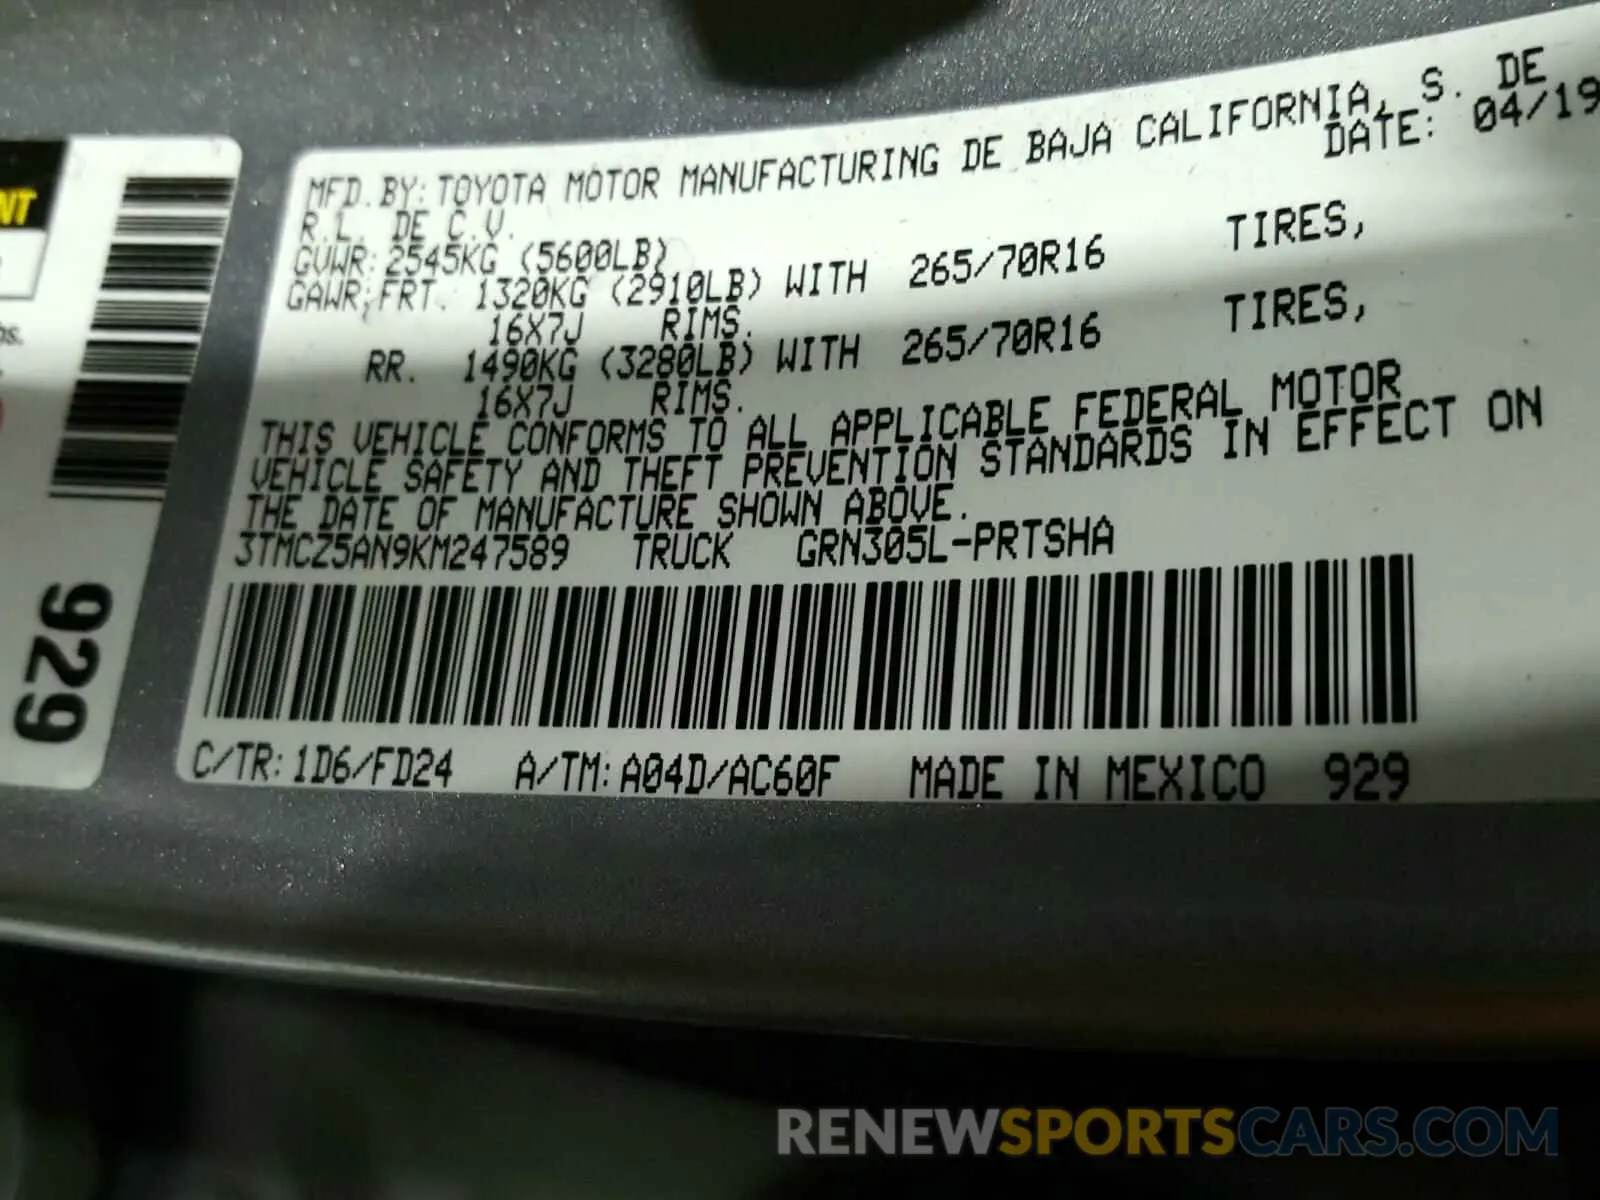 MFD. BY: TOYOTA MOTOR MANUFACTURING DE BAJA CALIFORNIA, S. DE
R.L. DE C.V. DATE: 04/19
GVWR: 2545KG (5600LB)
GAWR; FRT. 1320KG (2910LB) WITH 265/70R16 TIRES,
16X7J RIMS.
RR. 1490KG (3280LB) WITH 265/70R16 TIRES,
16X7J RIMS.
THIS VEHICLE CONFORMS TO ALL APPLICABLE FEDERAL MOTOR
VEHICLE SAFETY AND THEFT PREVENTION STANDARDS IN EFFECT ON
THE DATE OF MANUFACTURE SHOWN ABOVE.
3TMCZ5AN9KM247589 TRUCK GRN305L-PRTSHA
C/TR: 1D6/FD24 A/TM: A04D/AC60F MADE IN MEXICO 929
NT
bs.
929
RENEWSPORTSCARS.COM